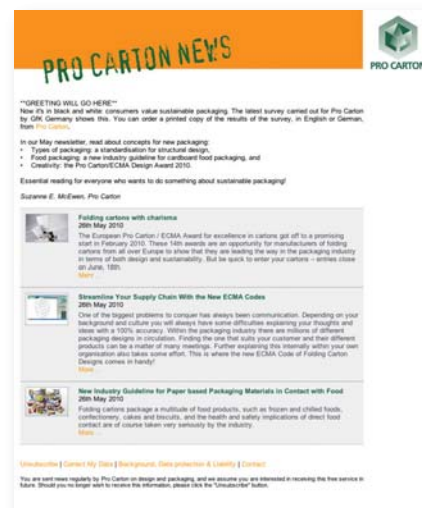 PRO CARTON NEWS
PRO CARTON
**GREETING WILL GO HERE**
Now it's in black and white: consumers value sustainable packaging. The latest survey carried out for Pro Carton
by GfK Germany shows this. You can order a printed copy of the results of the survey, in English or German,
from Pro Carton.
In our May newsletter, read about concepts for new packaging:
• Types of packaging: a standardisation for structural design,
• Food packaging: a new industry guideline for cardboard food packaging, and
• Creativity: the Pro Carton/ECMA Design Award 2010.
Essential reading for everyone who wants to do something about sustainable packaging!
Suzanne E. McEwen, Pro Carton
Folding cartons with charisma
26th May 2010
The European Pro Carton / ECMA Award for excellence in cartons got off to a promising
start in February 2010. These 14th awards are an opportunity for manufacturers of folding
cartons from all over Europe to show that they are leading the way in the packaging industry
in terms of both design and sustainability. But be quick to enter your cartons – entries close
on June, 18th.
More ...
Streamline Your Supply Chain With the New ECMA Codes
26th May 2010
One of the biggest problems to conquer has always been communication. Depending on your
background and culture you will always have some difficulties explaining your thoughts and
ideas with a 100% accuracy. Within the packaging industry there are millions of different
packaging designs in circulation. Finding the one that suits your customer and their different
products can be a matter of many meetings. Further explaining this internally within your own
organisation also takes some effort. This is where the new ECMA Code of Folding Carton
Designs comes in handy!
More ...
New Industry Guideline for Paper based Packaging Materials in Contact with Food
26th May 2010
Folding cartons package a multitude of food products, such as frozen and chilled foods,
confectionery, cakes and biscuits, and the health and safety implications of direct food
contact are of course taken very seriously by the industry.
More ...
Unsubscribe | Correct My Data | Background, Data protection & Liability | Contact
You are sent news regularly by Pro Carton on design and packaging, and we assume you are interested in receiving this free service in
future. Should you no longer wish to receive this information, please click the "Unsubscribe" button.